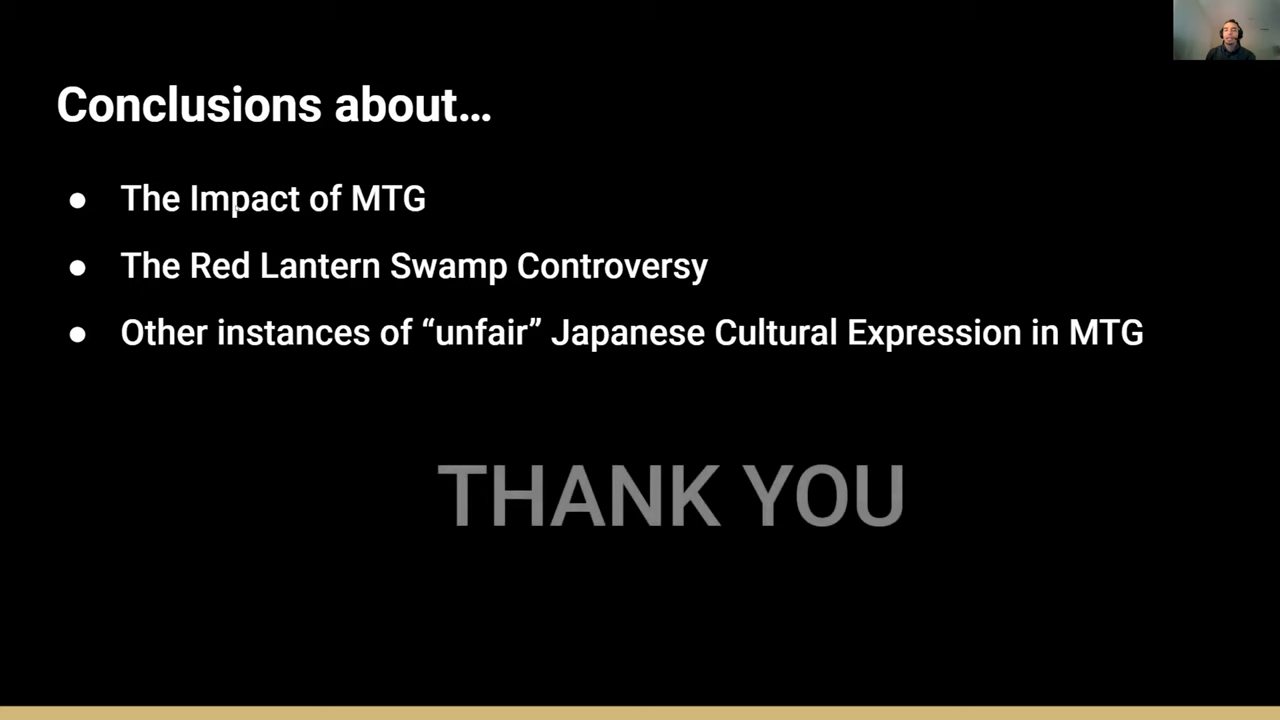 Conclusions about…
● The Impact of MTG
● The Red Lantern Swamp Controversy
● Other instances of “unfair” Japanese Cultural Expression in MTG
THANK YOU